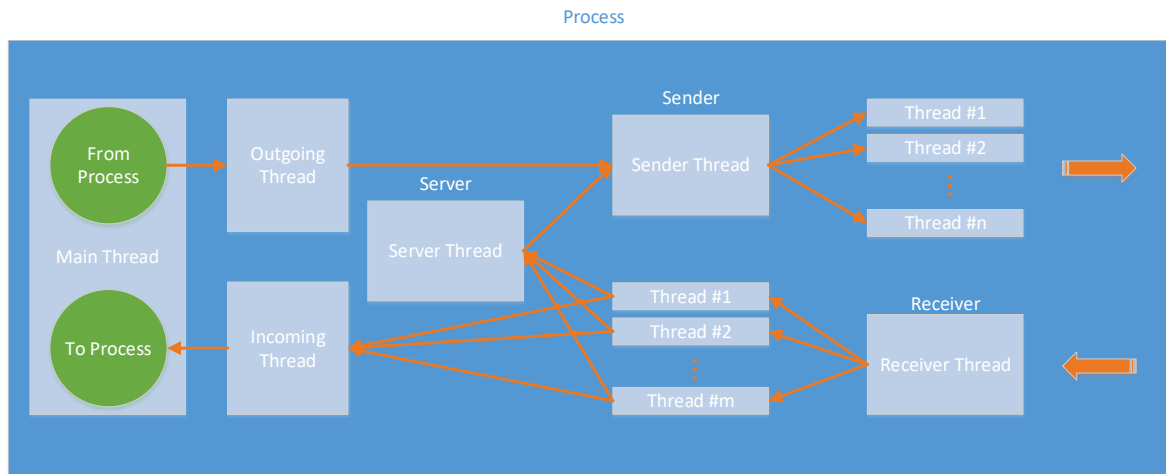 Process
From
Process
Main Thread
To Process
Outgoing
Thread
Incoming
Thread
Server
Server Thread
Sender
Sender Thread
Thread #1
Thread #2
Thread #n
Thread #1
Thread #2
Thread #m
Receiver
Receiver Thread